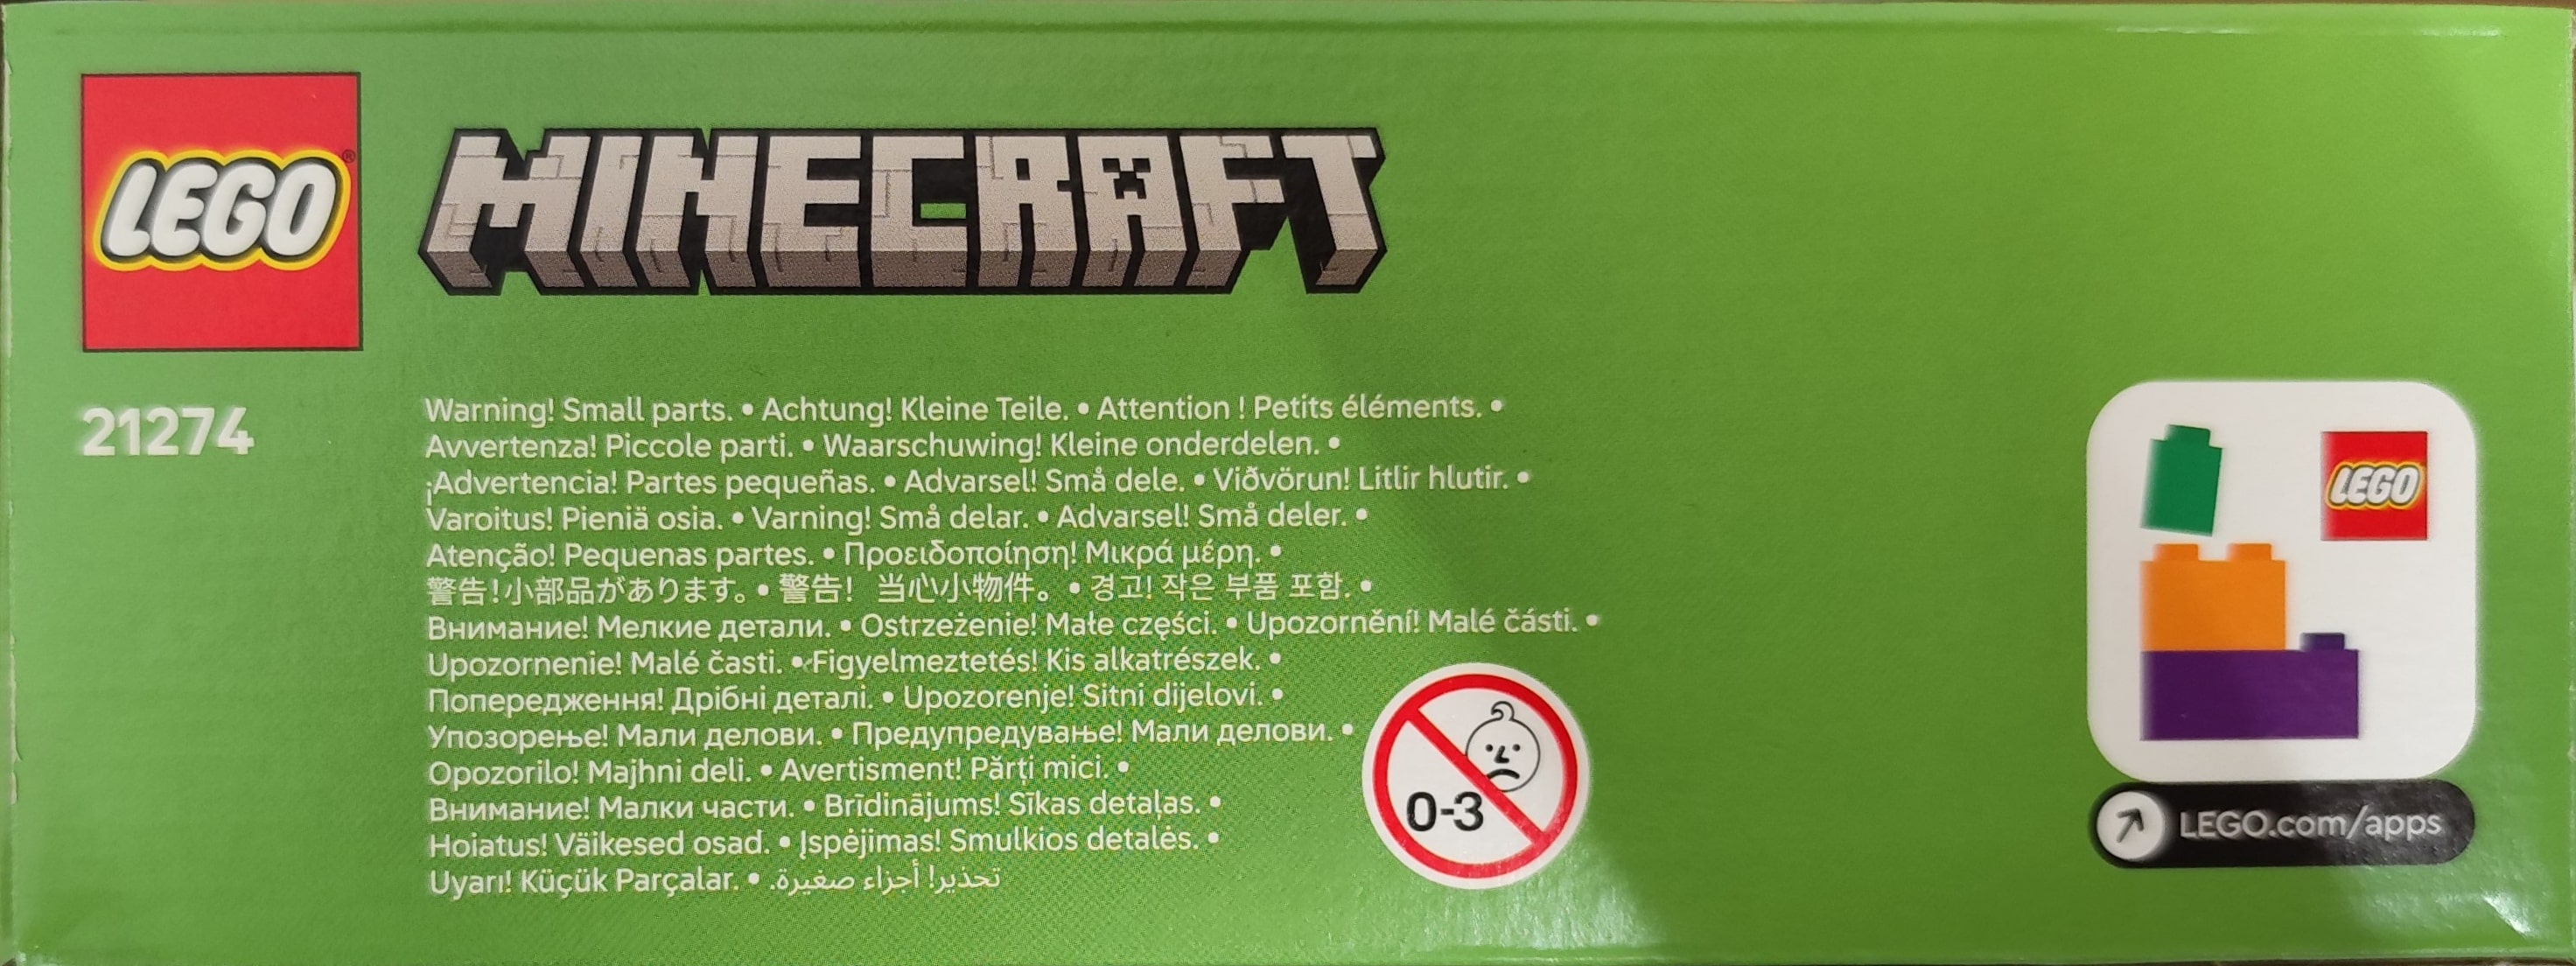 LEGO®
MINECRAFT
21274
Warning! Small parts. • Achtung! Kleine Teile. • Attention ! Petits éléments. •
Avvertenza! Piccole parti. • Waarschuwing! Kleine onderdelen. •
¡Advertencia! Partes pequeñas. • Advarsel! Små dele. • Viðvörun! Litlir hlutir. •
Varoitus! Pieniä osia. • Varning! Små delar. • Advarsel! Små deler. •
Atenção! Pequenas partes. • Προειδοποίηση! Μικρά μέρη. •
警告!小部品があります。• 警告! 当心小物件。 • 경고! 작은 부품 포함. •
Внимание! Мелкие детали. • Ostrzeżenie! Małe części. • Upozornění! Malé části. •
Upozornenie! Malé časti. • Figyelmeztetés! Kis alkatrészek. •
Попередження! Дрібні деталі. • Upozorenje! Sitni dijelovi. •
Упозорење! Мали делови. • Предупредување! Мали делови. •
Opozorilo! Majhni deli. • Avertisment! Părți mici. •
Внимание! Малки части. • Brīdinājums! Sīkas detaļas. •
Hoiatus! Väikesed osad. • Įspėjimas! Smulkios detalės. •
Uyarı! Küçük Parçalar. • تحذير! أجزاء صغيرة.
0-3
LEGO
LEGO.com/apps